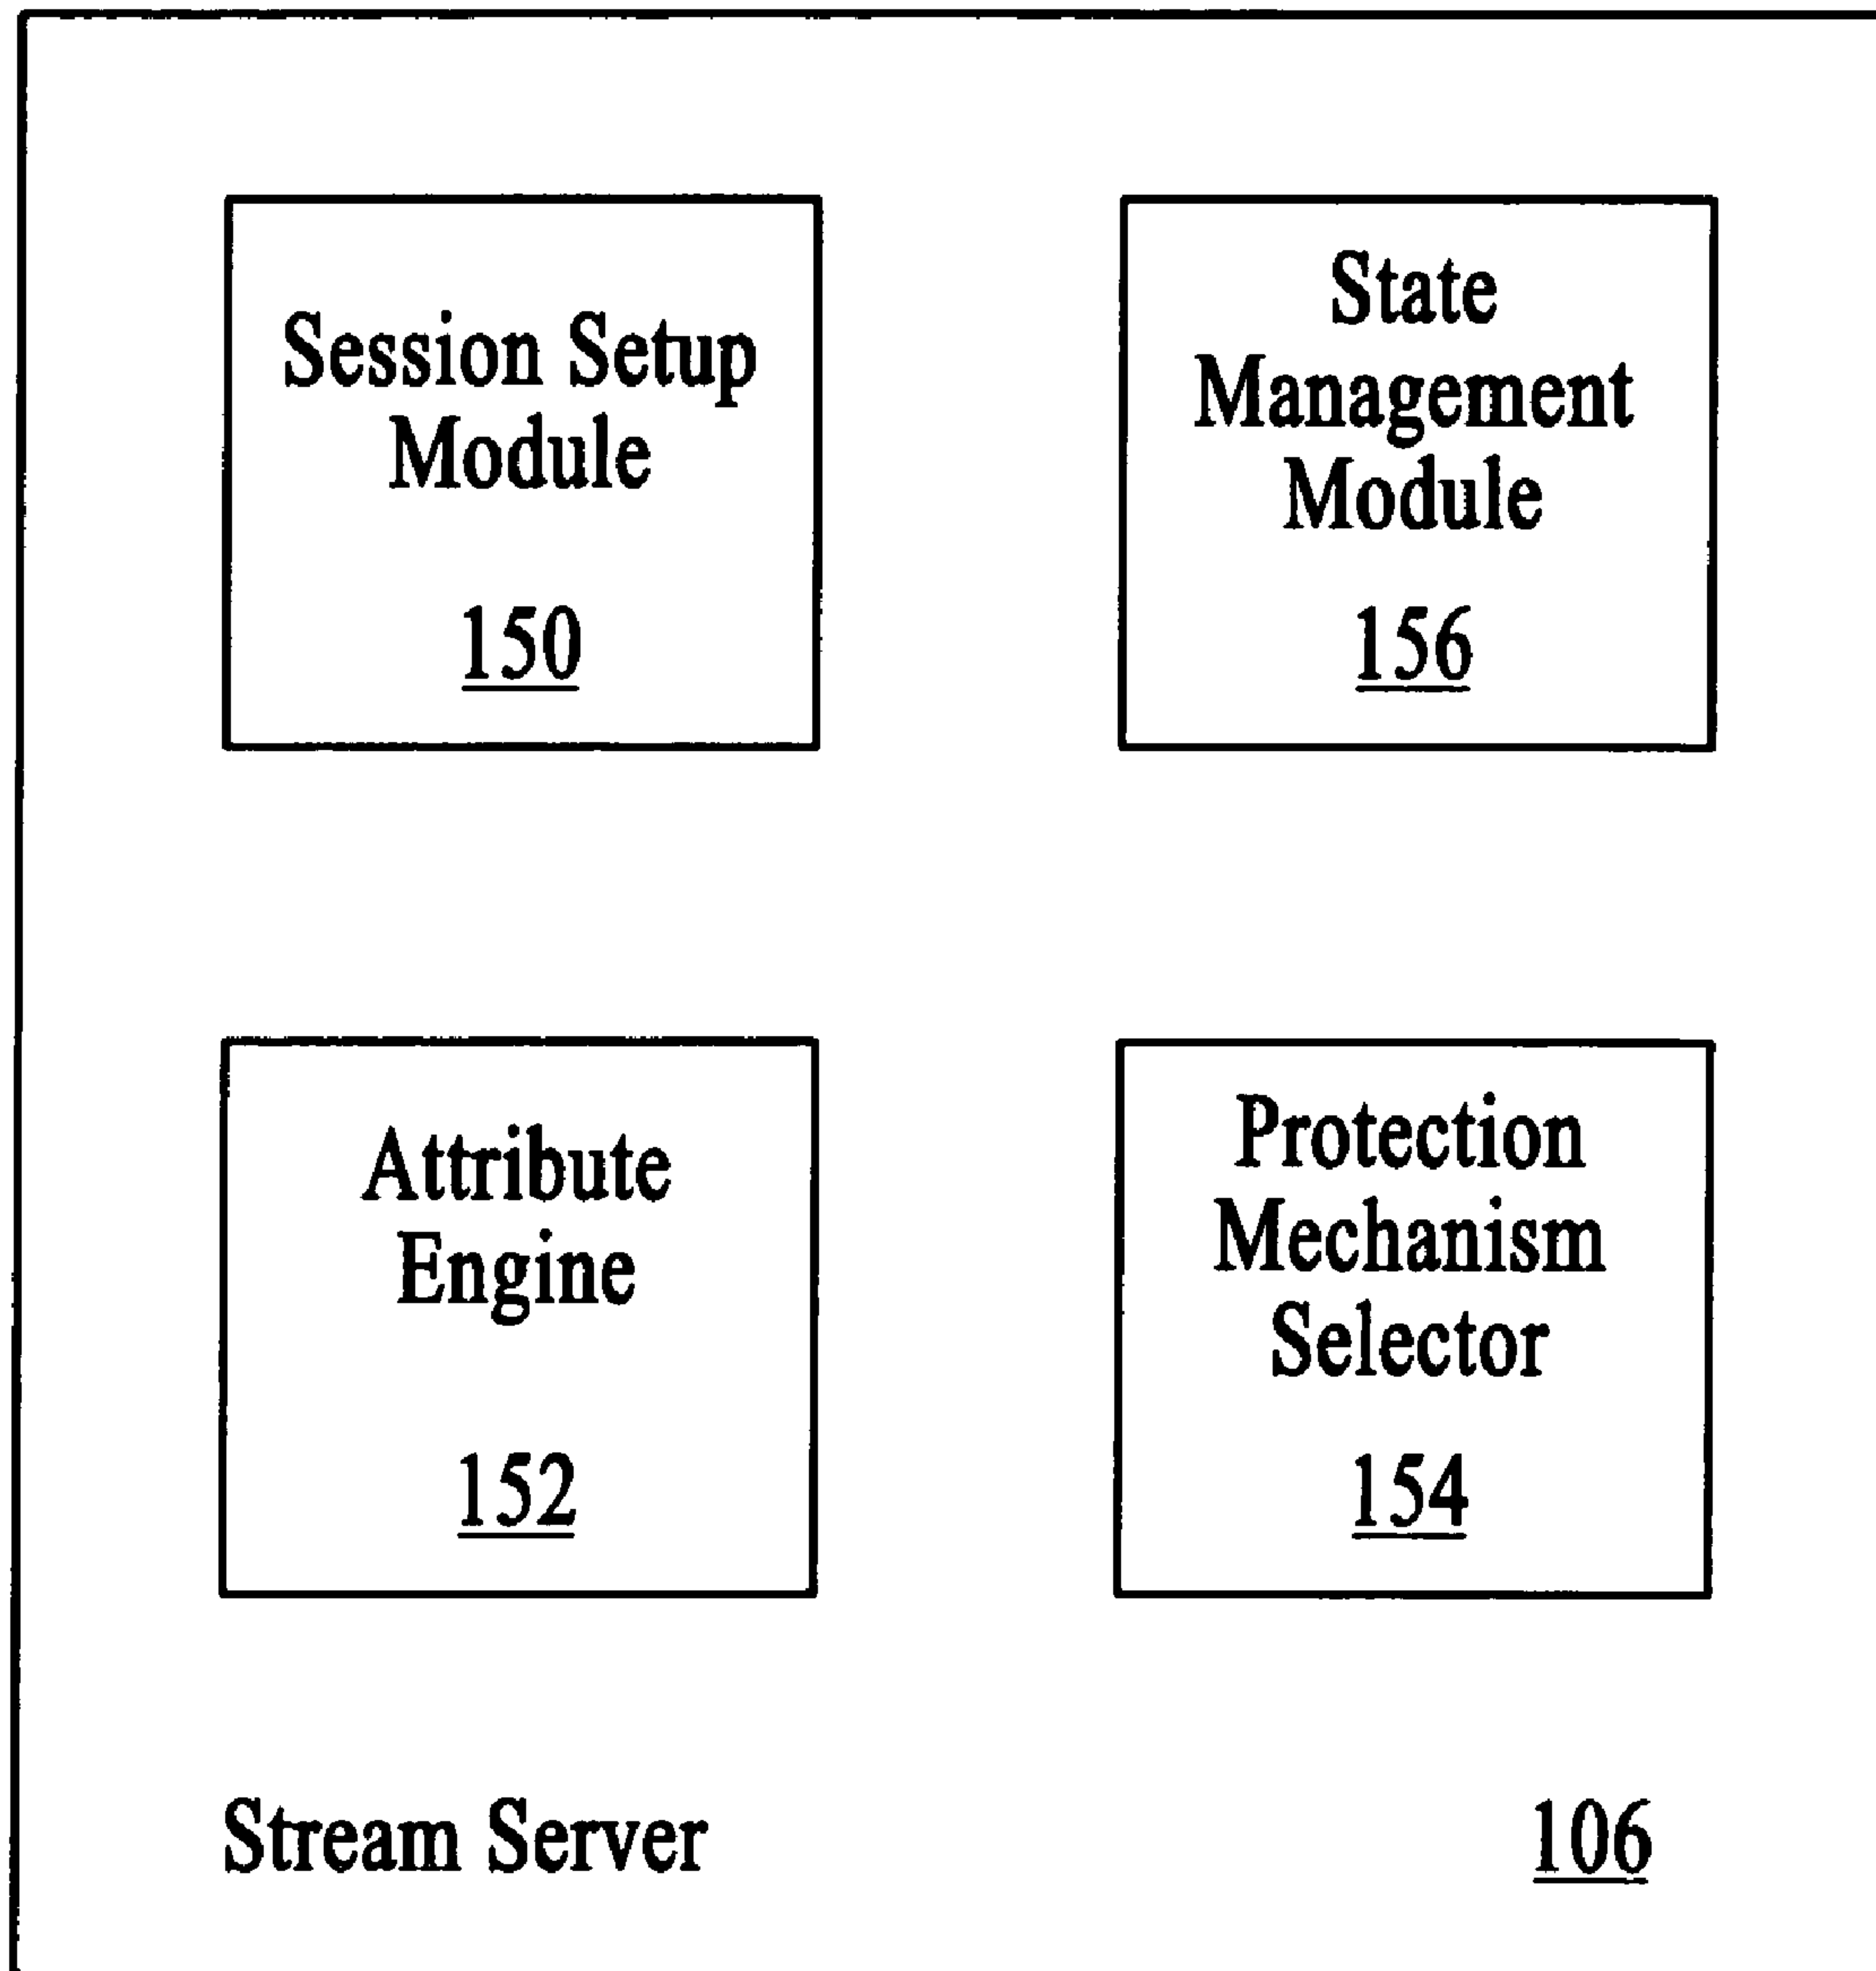 Session Setup
Module
150
State
Management
Module
156
Attribute
Engine
152
Protection
Mechanism
Selector
154
Stream Server
106